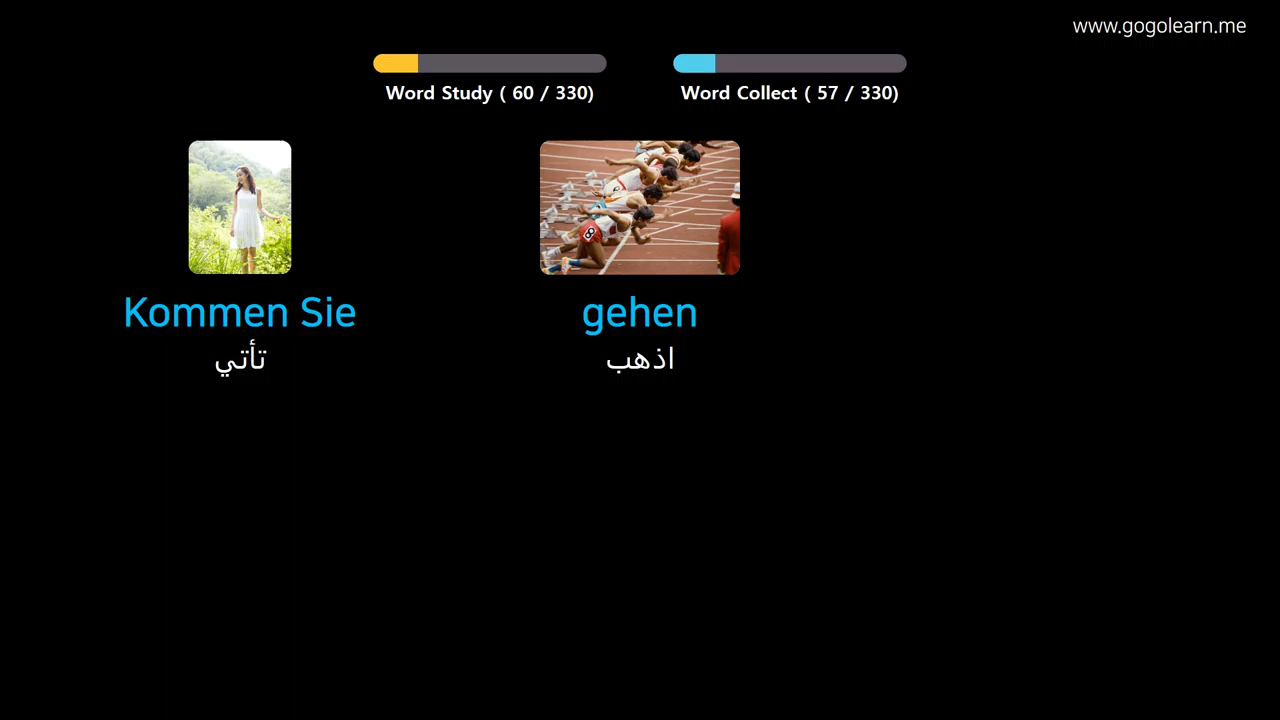 www.gogolearn.me
Word Study ( 60 / 330)
Word Collect ( 57 / 330)
Kommen Sie
تأتي
gehen
اذهب